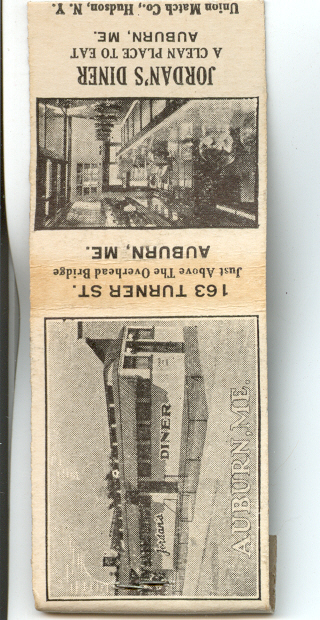 Union Match Co., Hudson, N. Y.
JORDAN'S DINER
A CLEAN PLACE TO EAT
AUBURN, ME.
163 TURNER ST.
Just Above The Overhead Bridge
AUBURN, ME.
Jordan's
DINER
AUBURN, ME.